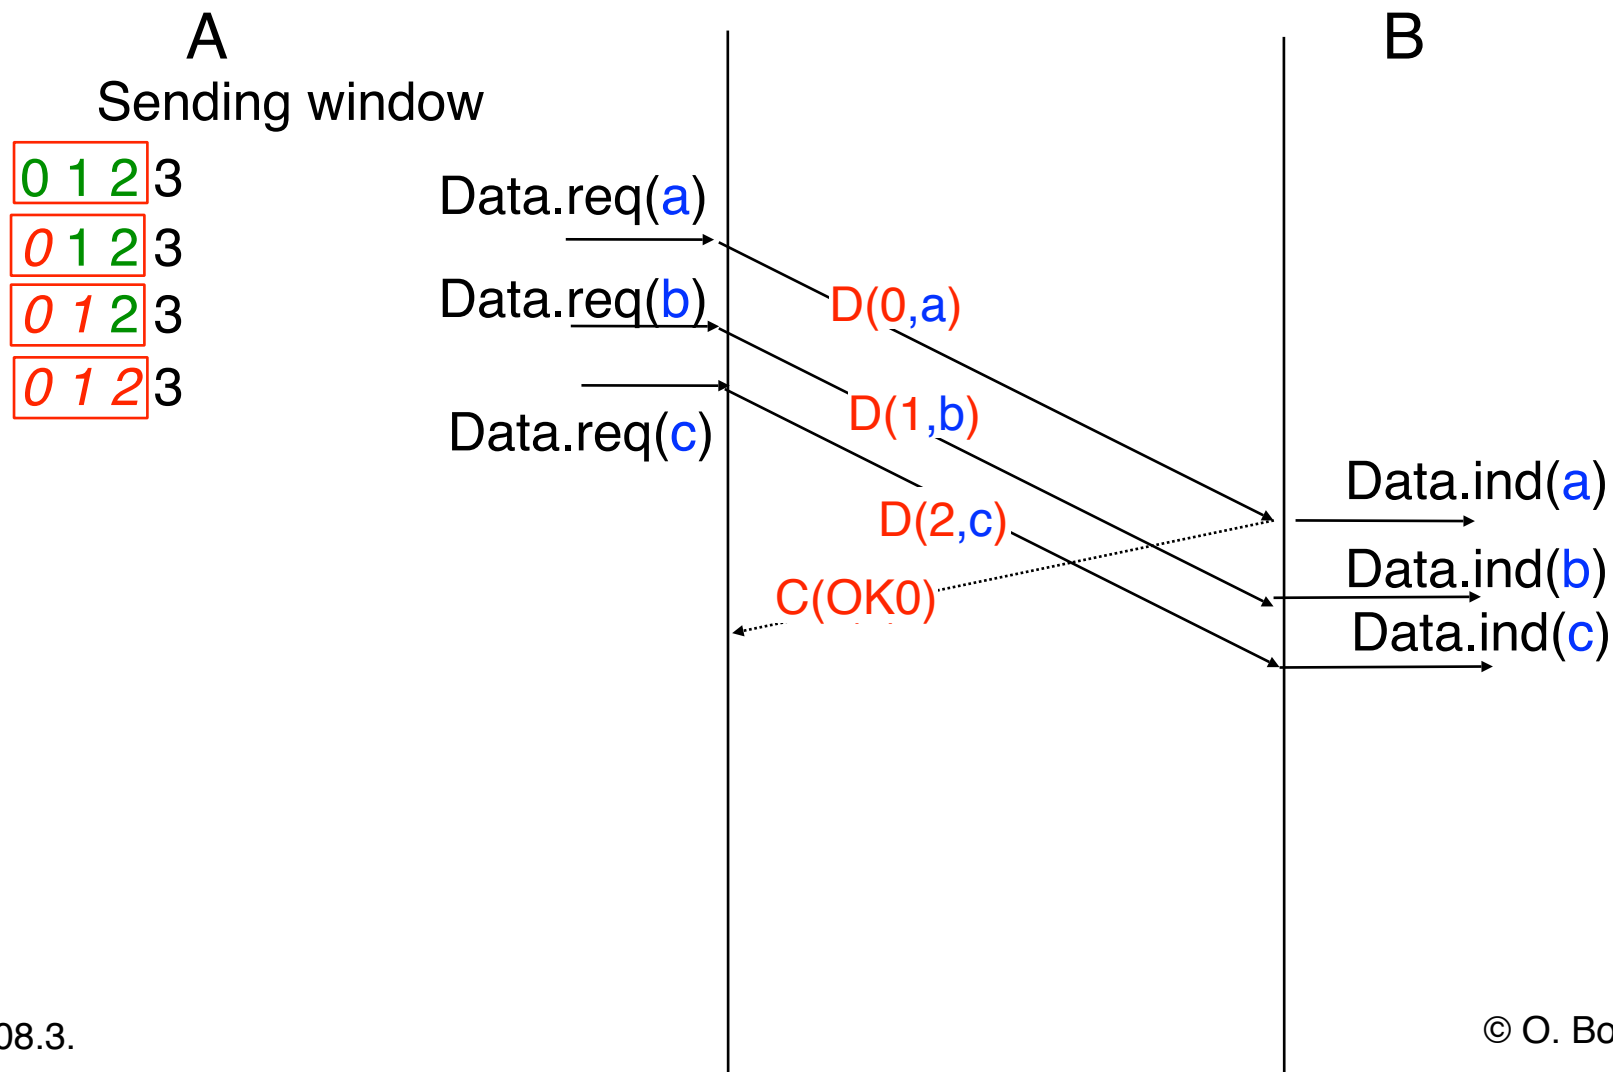 A
B
Sending window
0 1 2 3
0 1 2 3
0 1 2 3
0 1 2 3
Data.req(a)
Data.req(b)
Data.req(c)
D(0,a)
D(1,b)
D(2,c)
C(OK0)
Data.ind(a)
Data.ind(b)
Data.ind(c)
08.3.
© O. Bo